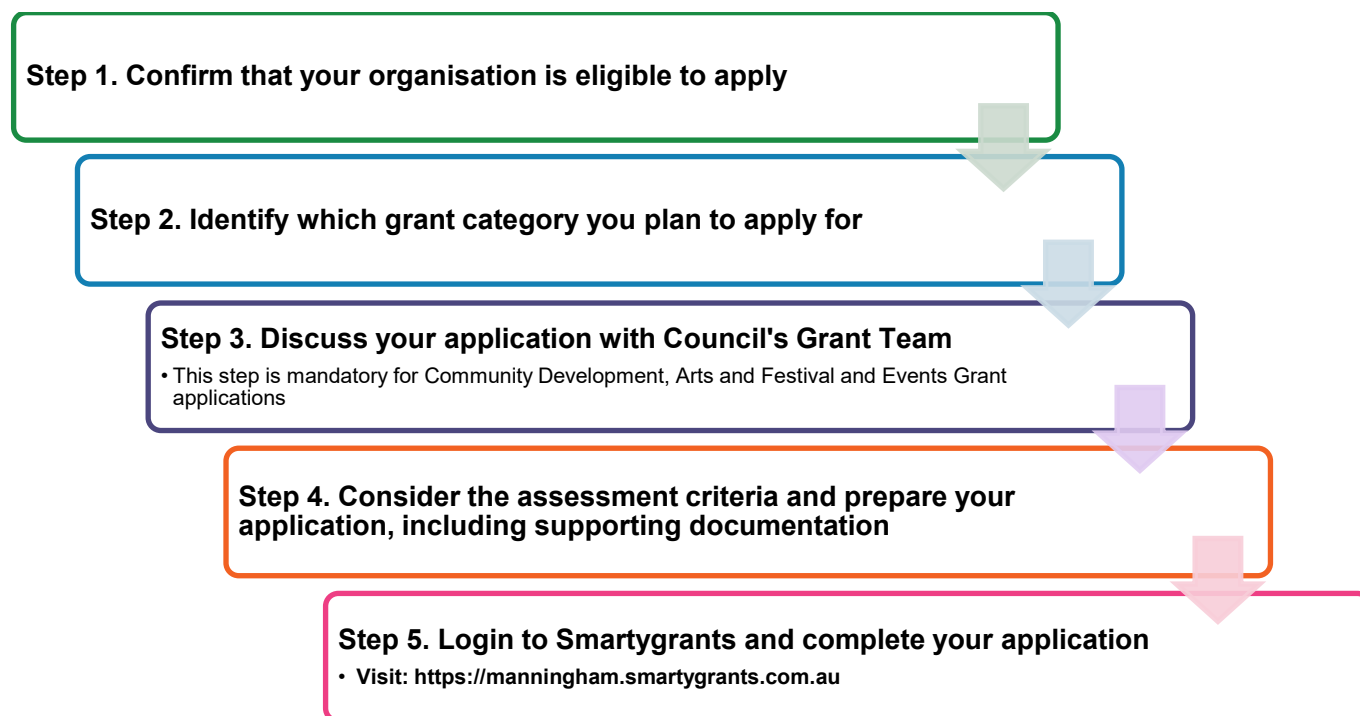 Step 1. Confirm that your organisation is eligible to apply
Step 2. Identify which grant category you plan to apply for
Step 3. Discuss your application with Council's Grant Team
• This step is mandatory for Community Development, Arts and Festival and Events Grant
applications
Step 4. Consider the assessment criteria and prepare your
application, including supporting documentation
Step 5. Login to Smartygrants and complete your application
• Visit: https://manningham.smartygrants.com.au